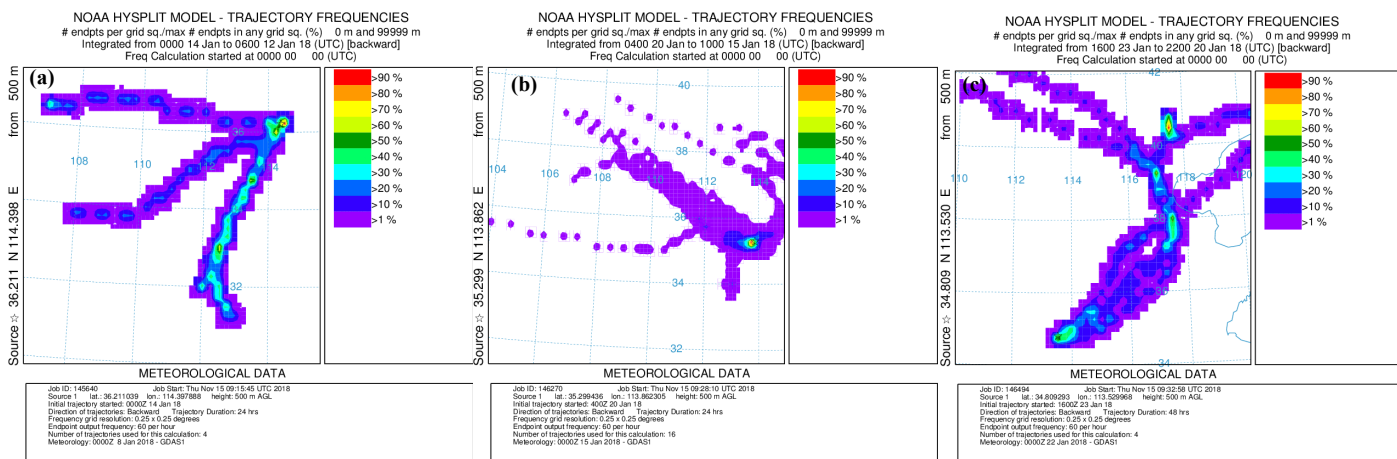 NOAA HYSPLIT MODEL - TRAJECTORY FREQUENCIES
# endpts per grid sq./max # endpts in any grid sq. (%) 0 m and 99999 m
Integrated from 0000 14 Jan to 0600 12 Jan 18 (UTC) [backward]
Freq Calculation started at 0000 00 00 (UTC)
(a)
Source ☆ 36.211 N 114.398 E from 500 m
>90 %
>80 %
>70 %
>60 %
>50 %
>40 %
>30 %
>20 %
>10 %
>1 %
36
108
110
112
114
32
METEOROLOGICAL DATA
Job ID: 145640 Job Start: Thu Nov 15 09:15:45 UTC 2018
Source 1 lat.: 36.211039 lon.: 114.397888 height: 500 m AGL
Initial trajectory started: 0000Z 14 Jan 18
Direction of trajectories: Backward Trajectory Duration: 24 hrs
Frequency grid resolution: 0.25 x 0.25 degrees
Endpoint output frequency: 60 per hour
Number of trajectories used for this calculation: 4
Meteorology: 0000Z 8 Jan 2018 - GDAS1
NOAA HYSPLIT MODEL - TRAJECTORY FREQUENCIES
# endpts per grid sq./max # endpts in any grid sq. (%) 0 m and 99999 m
Integrated from 0400 20 Jan to 1000 15 Jan 18 (UTC) [backward]
Freq Calculation started at 0000 00 00 (UTC)
(b)
Source ☆ 35.299 N 113.862 E from 500 m
>90 %
>80 %
>70 %
>60 %
>50 %
>40 %
>30 %
>20 %
>10 %
>1 %
40
38
104
106
108
110
112
36
34
32
METEOROLOGICAL DATA
Job ID: 146270 Job Start: Thu Nov 15 09:28:10 UTC 2018
Source 1 lat.: 35.299436 lon.: 113.862305 height: 500 m AGL
Initial trajectory started: 400Z 20 Jan 18
Direction of trajectories: Backward Trajectory Duration: 24 hrs
Frequency grid resolution: 0.25 x 0.25 degrees
Endpoint output frequency: 60 per hour
Number of trajectories used for this calculation: 16
Meteorology: 0000Z 15 Jan 2018 - GDAS1
NOAA HYSPLIT MODEL - TRAJECTORY FREQUENCIES
# endpts per grid sq./max # endpts in any grid sq. (%) 0 m and 99999 m
Integrated from 1600 23 Jan to 2200 20 Jan 18 (UTC) [backward]
Freq Calculation started at 0000 00 00 (UTC)
(c)
Source ☆ 34.809 N 113.530 E from 500 m
>90 %
>80 %
>70 %
>60 %
>50 %
>40 %
>30 %
>20 %
>10 %
>1 %
42
110
112
114
116
118
34
METEOROLOGICAL DATA
Job ID: 146494 Job Start: Thu Nov 15 09:32:58 UTC 2018
Source 1 lat.: 34.809293 lon.: 113.529968 height: 500 m AGL
Initial trajectory started: 1600Z 23 Jan 18
Direction of trajectories: Backward Trajectory Duration: 48 hrs
Frequency grid resolution: 0.25 x 0.25 degrees
Endpoint output frequency: 60 per hour
Number of trajectories used for this calculation: 4
Meteorology: 0000Z 22 Jan 2018 - GDAS1